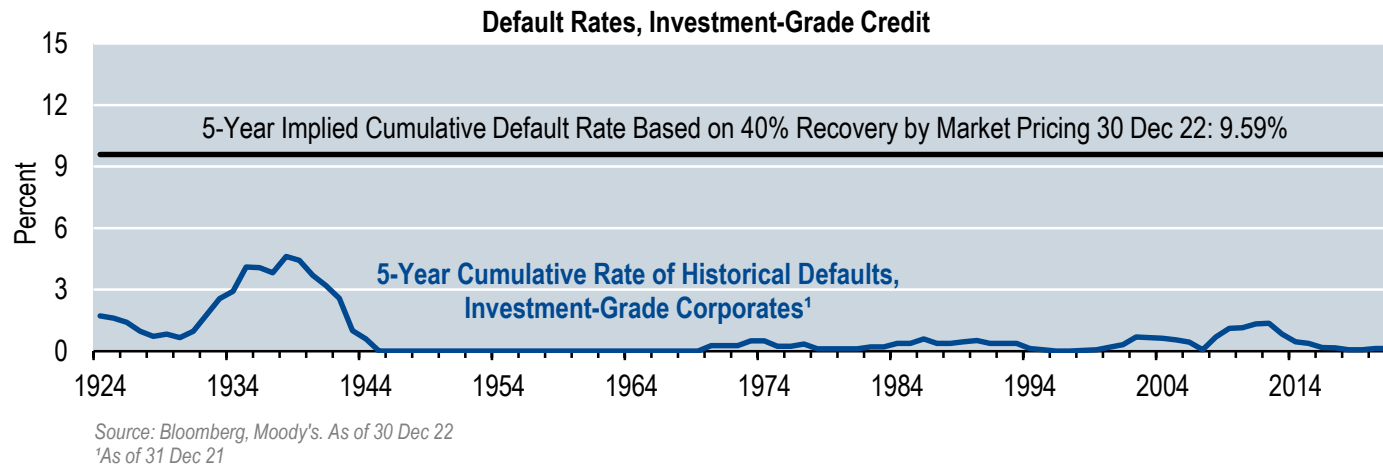 Default Rates, Investment-Grade Credit
15
12
9
6
3
0
Percent
5-Year Implied Cumulative Default Rate Based on 40% Recovery by Market Pricing 30 Dec 22: 9.59%
5-Year Cumulative Rate of Historical Defaults,
Investment-Grade Corporates¹
1924 1934 1944 1954 1964 1974 1984 1994 2004 2014
Source: Bloomberg, Moody's. As of 30 Dec 22
¹As of 31 Dec 21